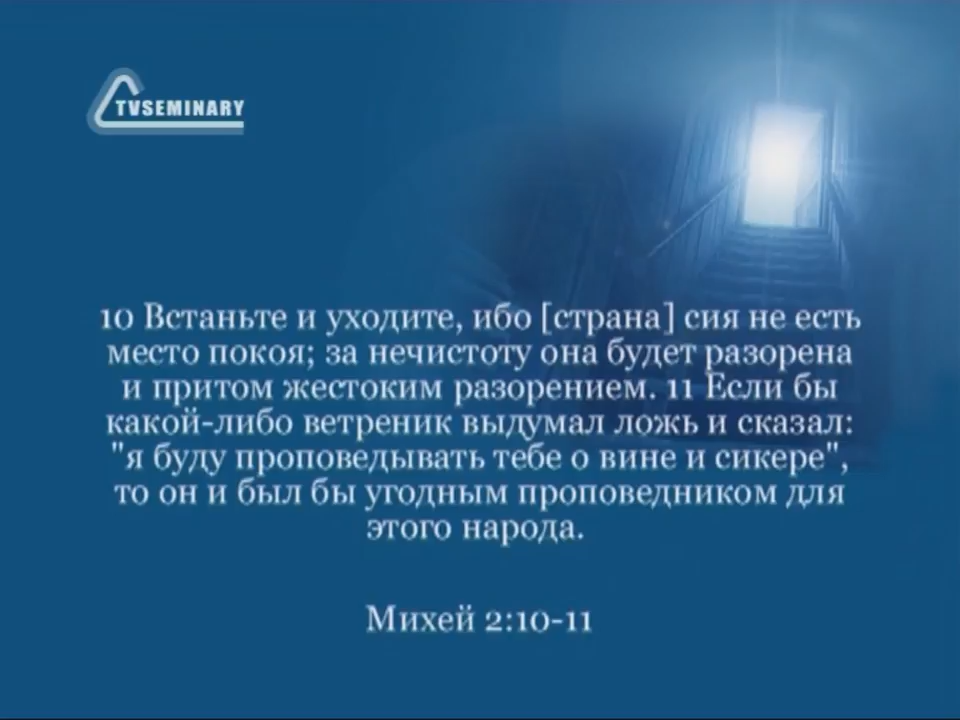 TVSEMINARY
10 Встаньте и уходите, ибо [страна] сия не есть
место покоя; за нечистоту она будет разорена
и притом жестоким разорением. 11 Если бы
какой-либо ветреник выдумал ложь и сказал:
"я буду проповедывать тебе о вине и сикере",
то он и был бы угодным проповедником для
этого народа.
Михей 2:10-11